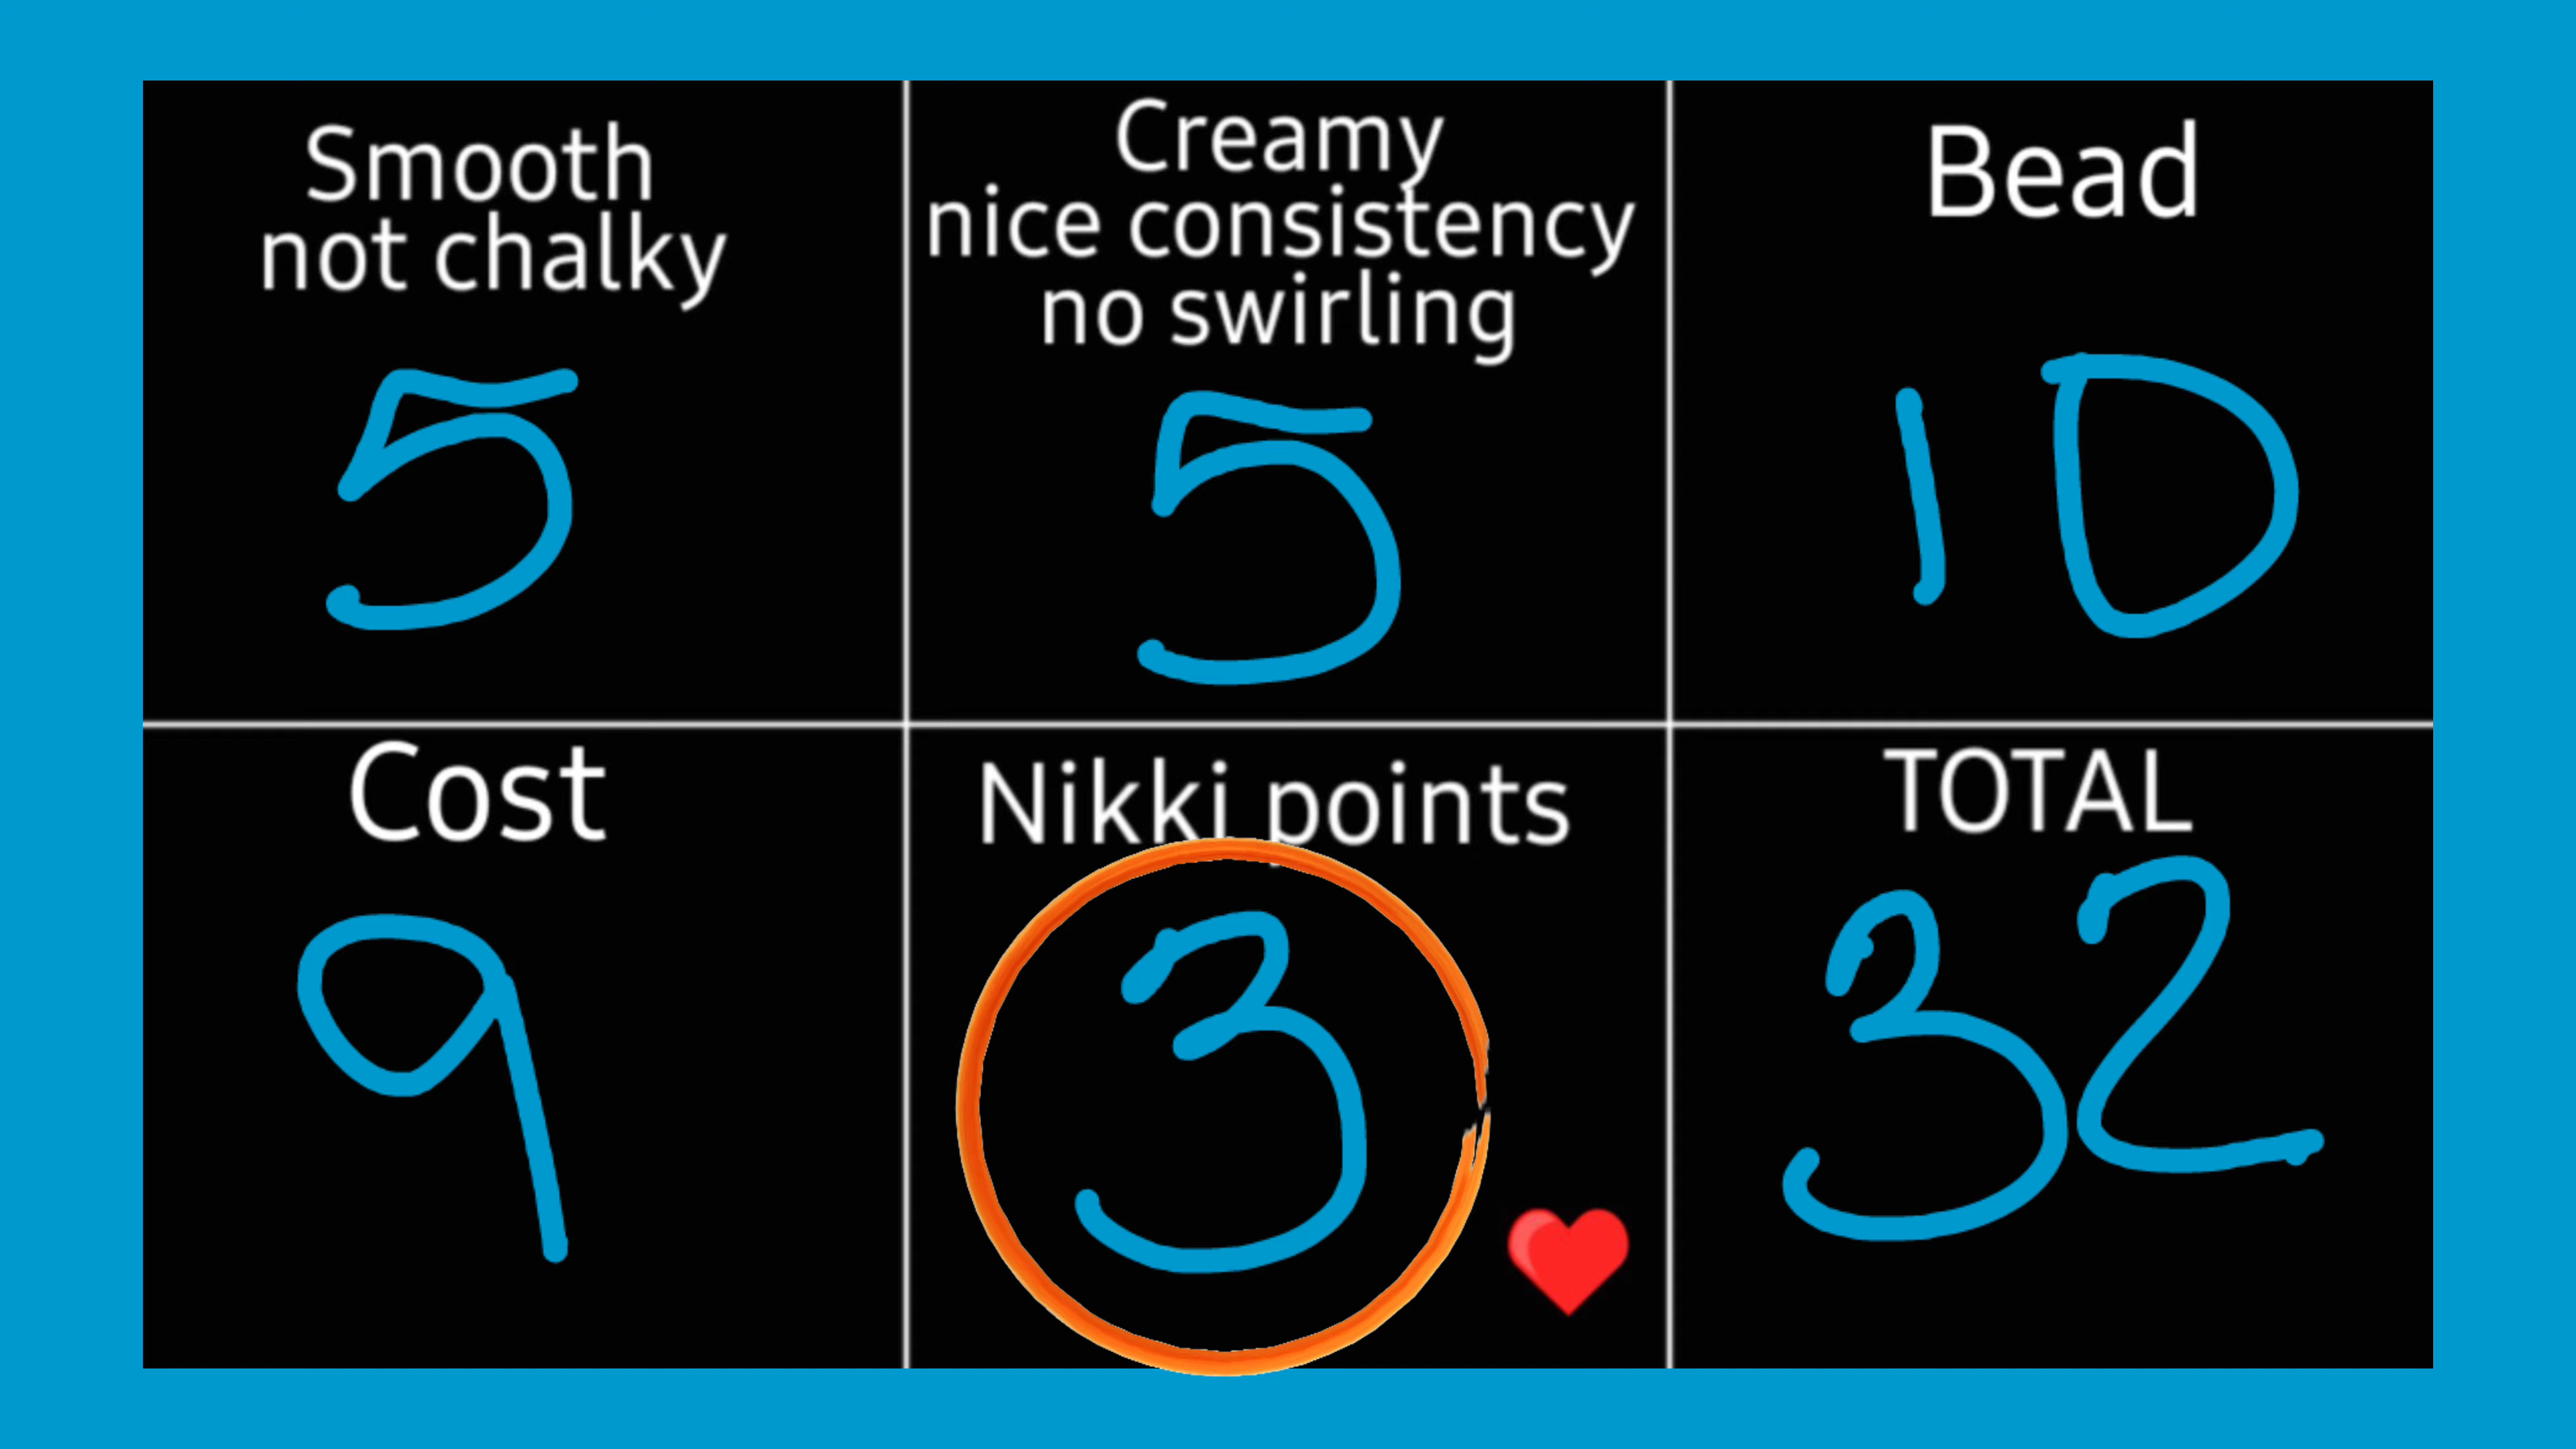 Smooth
not chalky
5
Creamy
nice consistency
no swirling
5
Bead
10
Cost
9
Nikki points
3
TOTAL
32